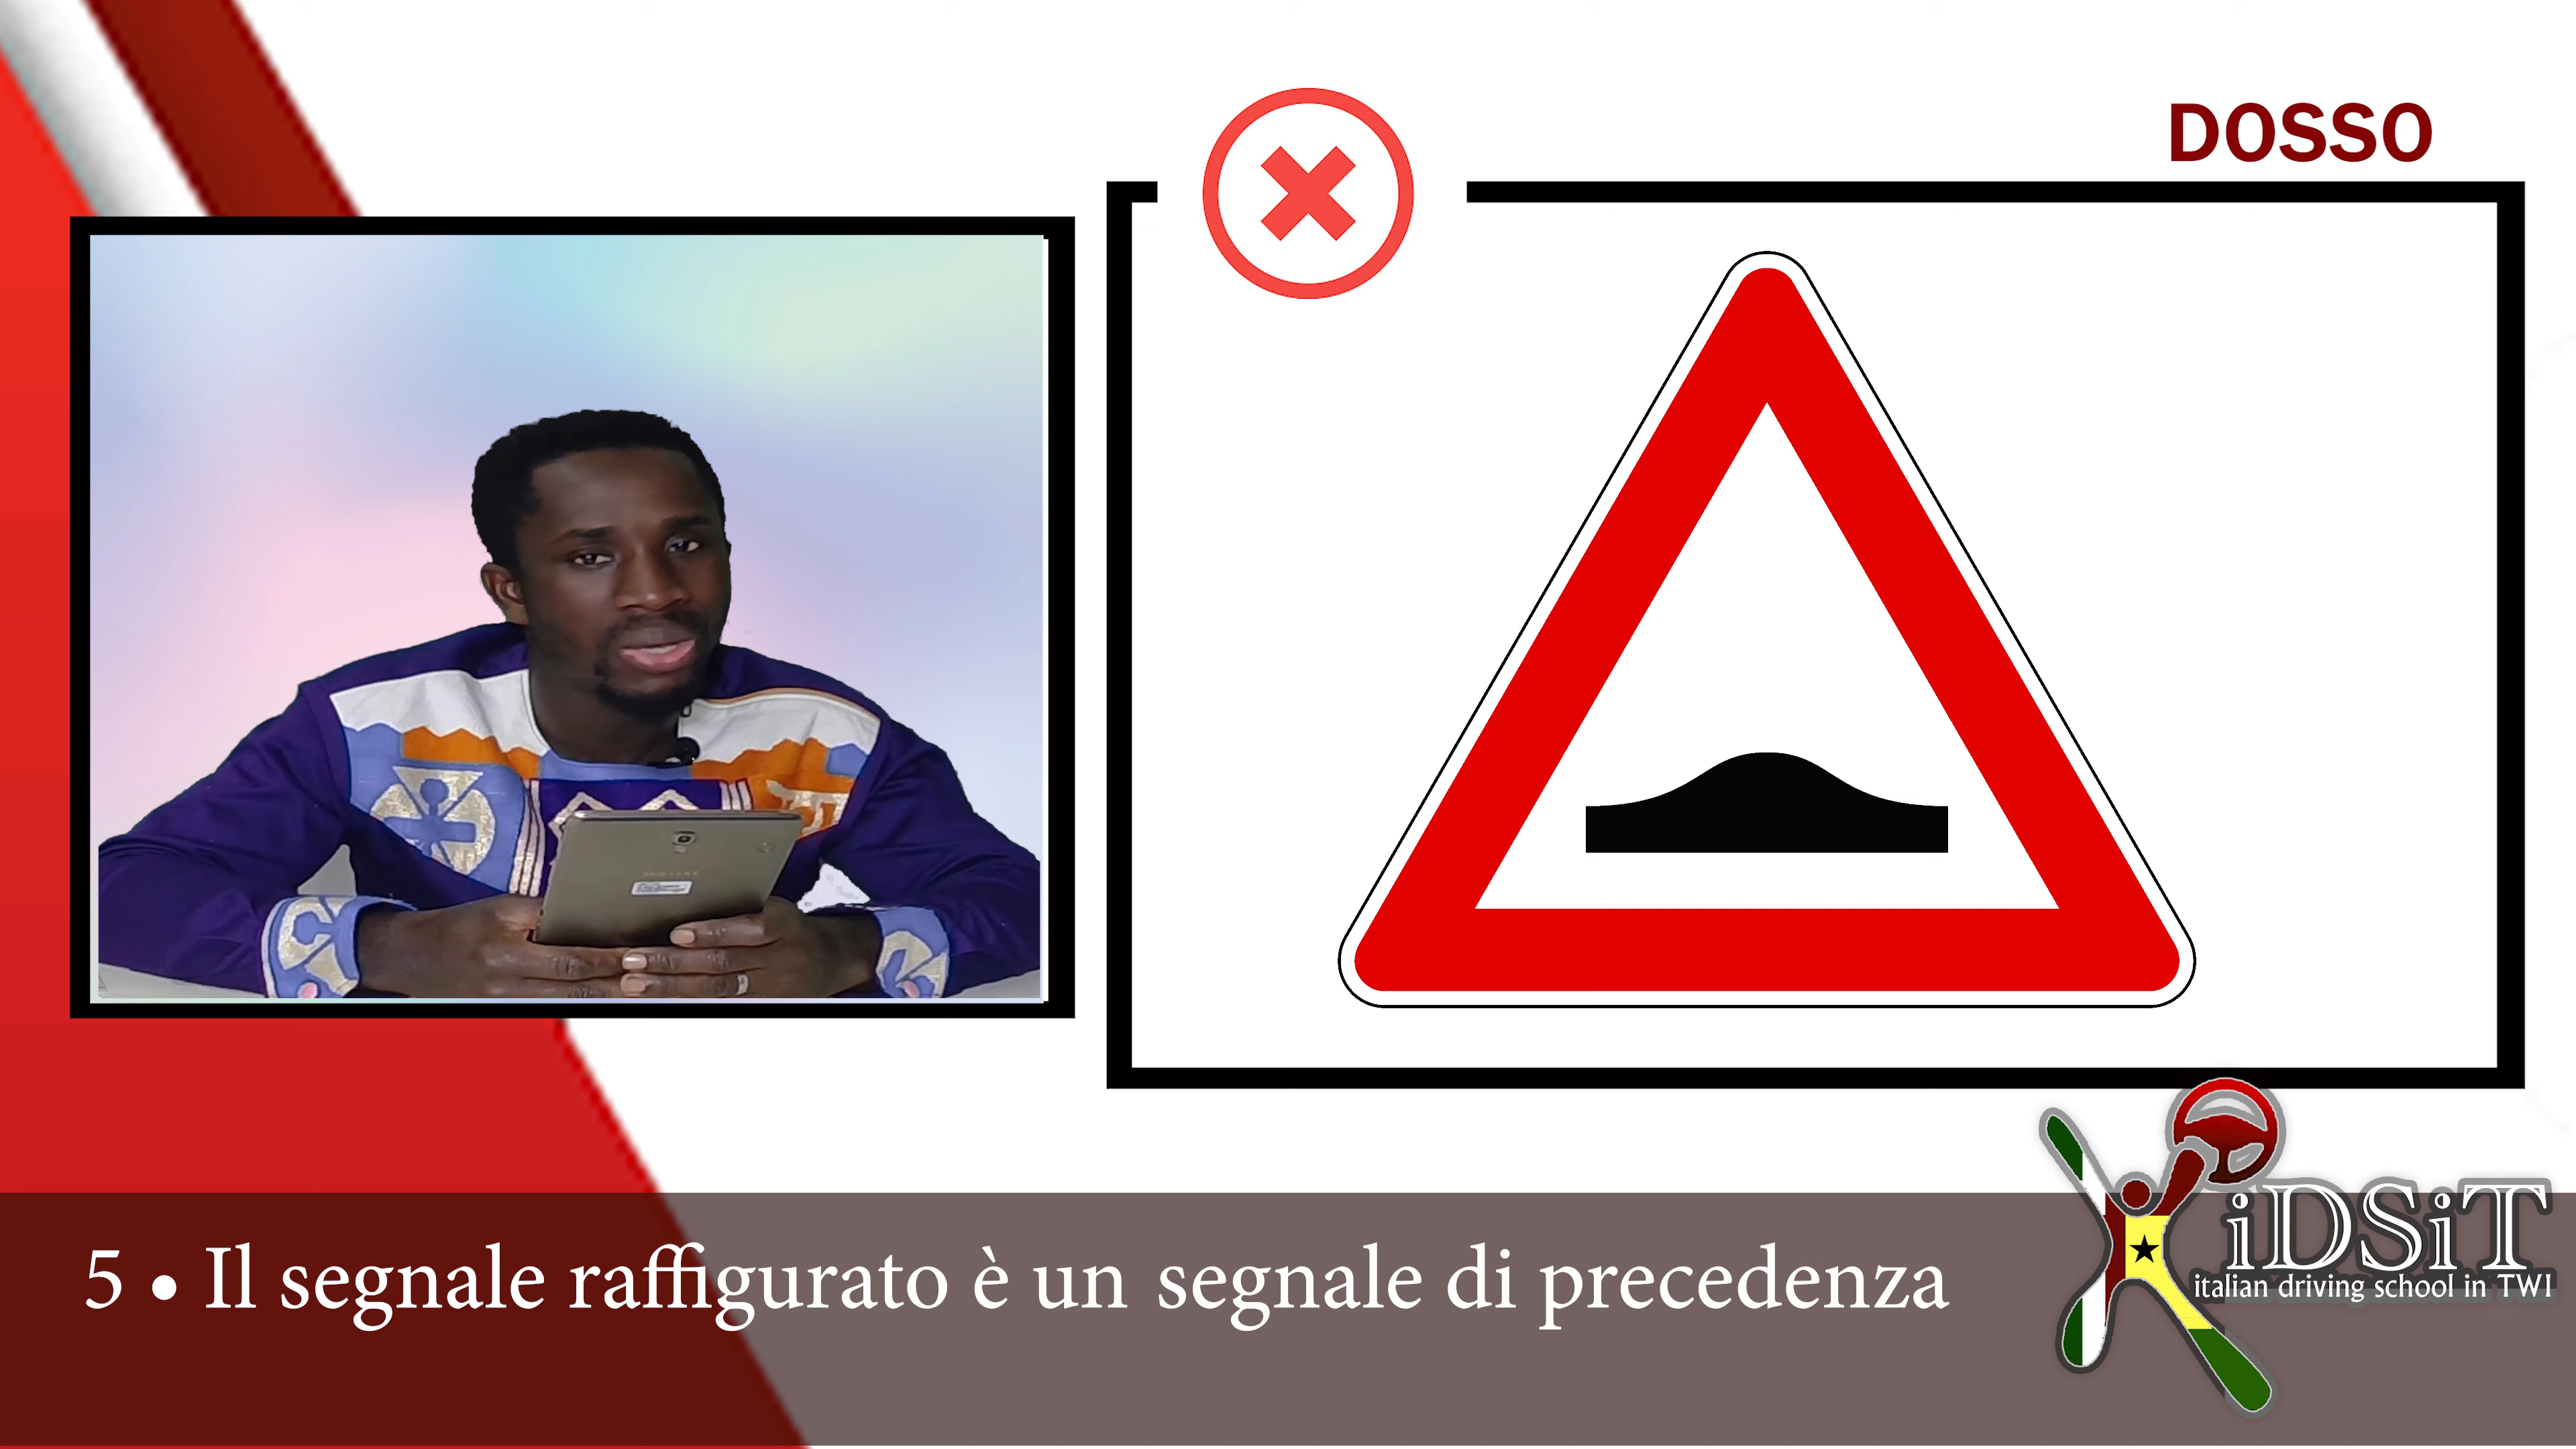 DOSSO
5 • Il segnale raffigurato è un segnale di precedenza
iDSiT
italian driving school in TWI